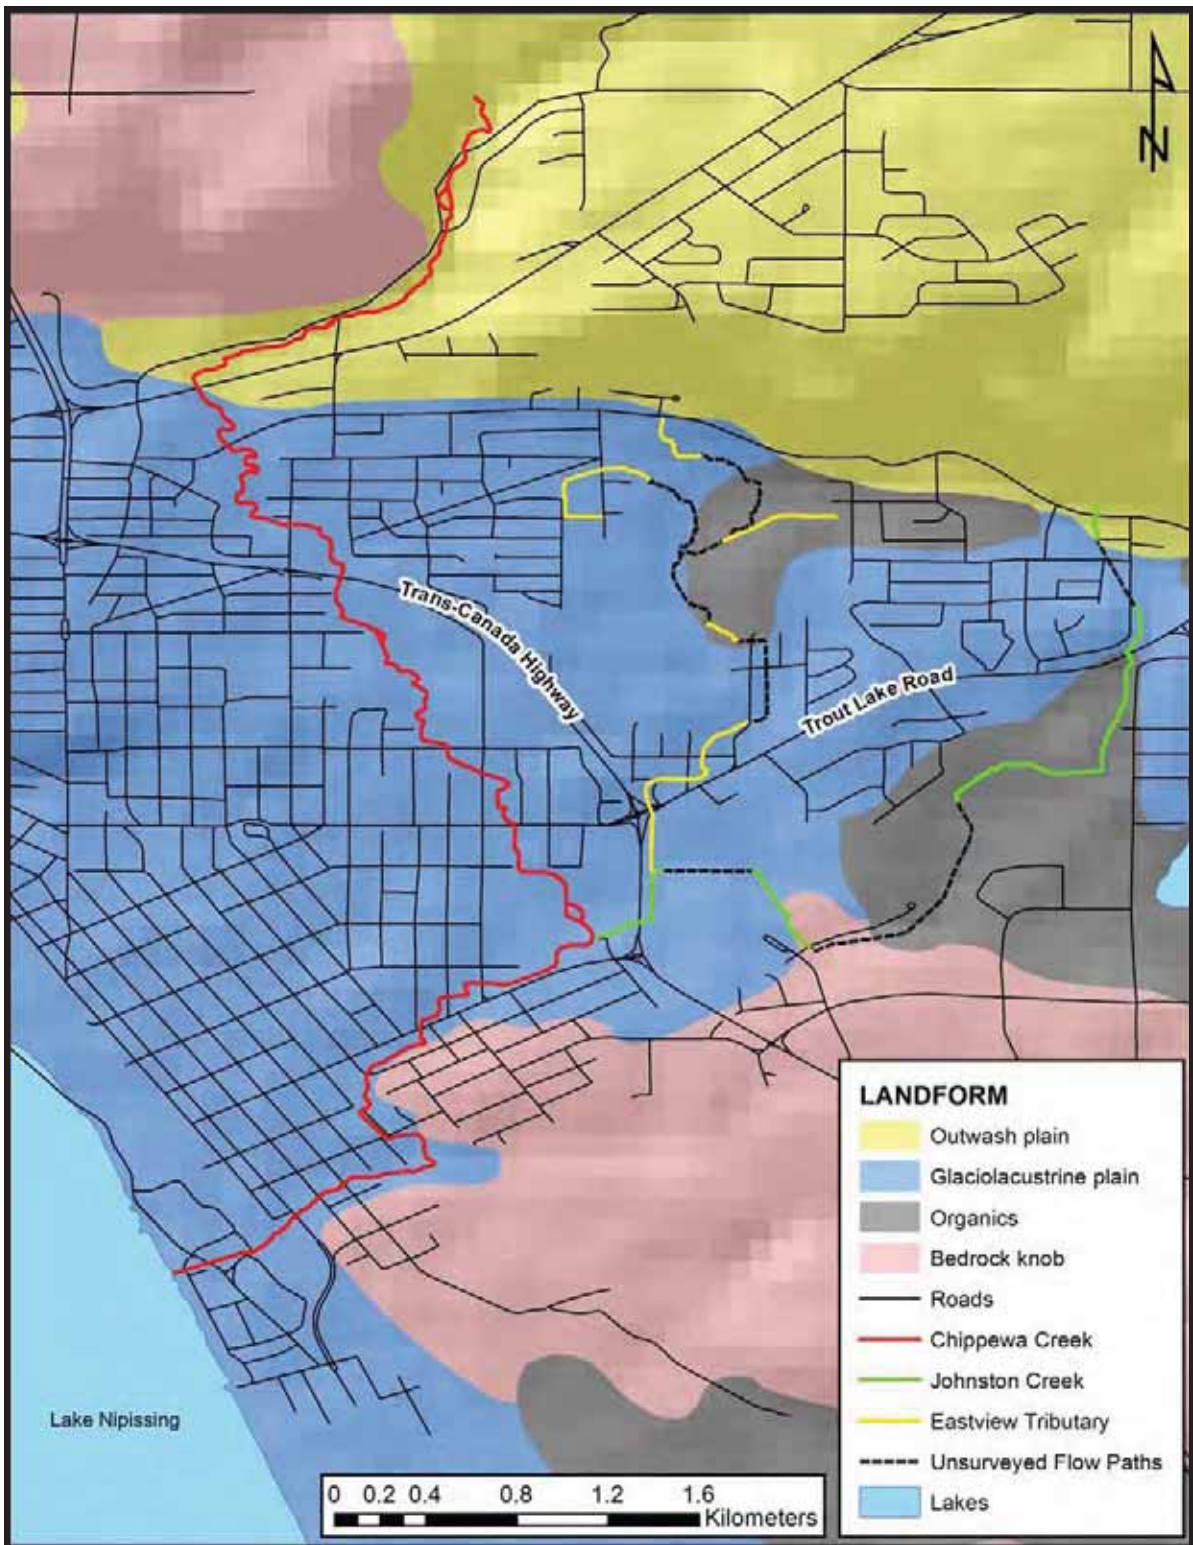 N
Trans-Canada Highway
Trout Lake Road
Lake Nipissing
0 0.2 0.4 0.8 1.2 1.6
Kilometers
LANDFORM
Outwash plain
Glaciolacustrine plain
Organics
Bedrock knob
Roads
Chippewa Creek
Johnston Creek
Eastview Tributary
Unsurveyed Flow Paths
Lakes